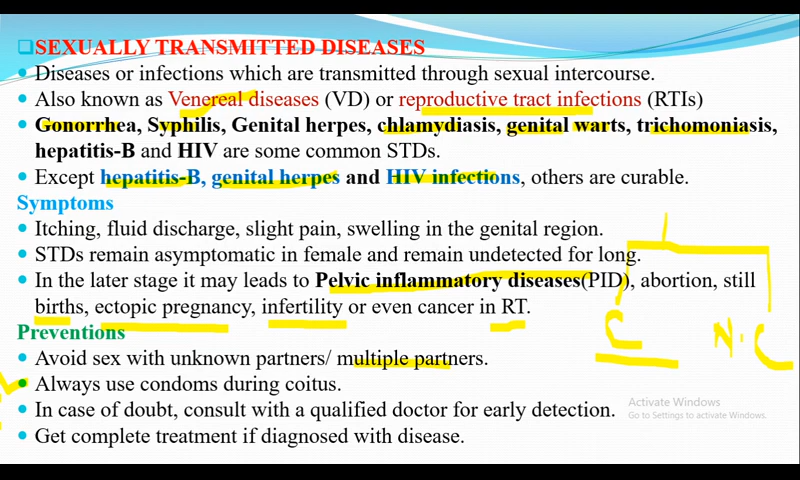 SEXUALLY TRANSMITTED DISEASES
Diseases or infections which are transmitted through sexual intercourse.
Also known as Venereal diseases (VD) or reproductive tract infections (RTIs)
Gonorrhea, Syphilis, Genital herpes, chlamydiasis, genital warts, trichomoniasis,
hepatitis-B and HIV are some common STDs.
Except hepatitis-B, genital herpes and HIV infections, others are curable.
Symptoms
Itching, fluid discharge, slight pain, swelling in the genital region.
STDs remain asymptomatic in female and remain undetected for long.
In the later stage it may leads to Pelvic inflammatory diseases(PID), abortion, still
births, ectopic pregnancy, infertility or even cancer in RT.
C
N.C
Preventions
Avoid sex with unknown partners/ multiple partners.
Always use condoms during coitus.
In case of doubt, consult with a qualified doctor for early detection.
Get complete treatment if diagnosed with disease.
Activate Windows
Go to Settings to activate Windows.